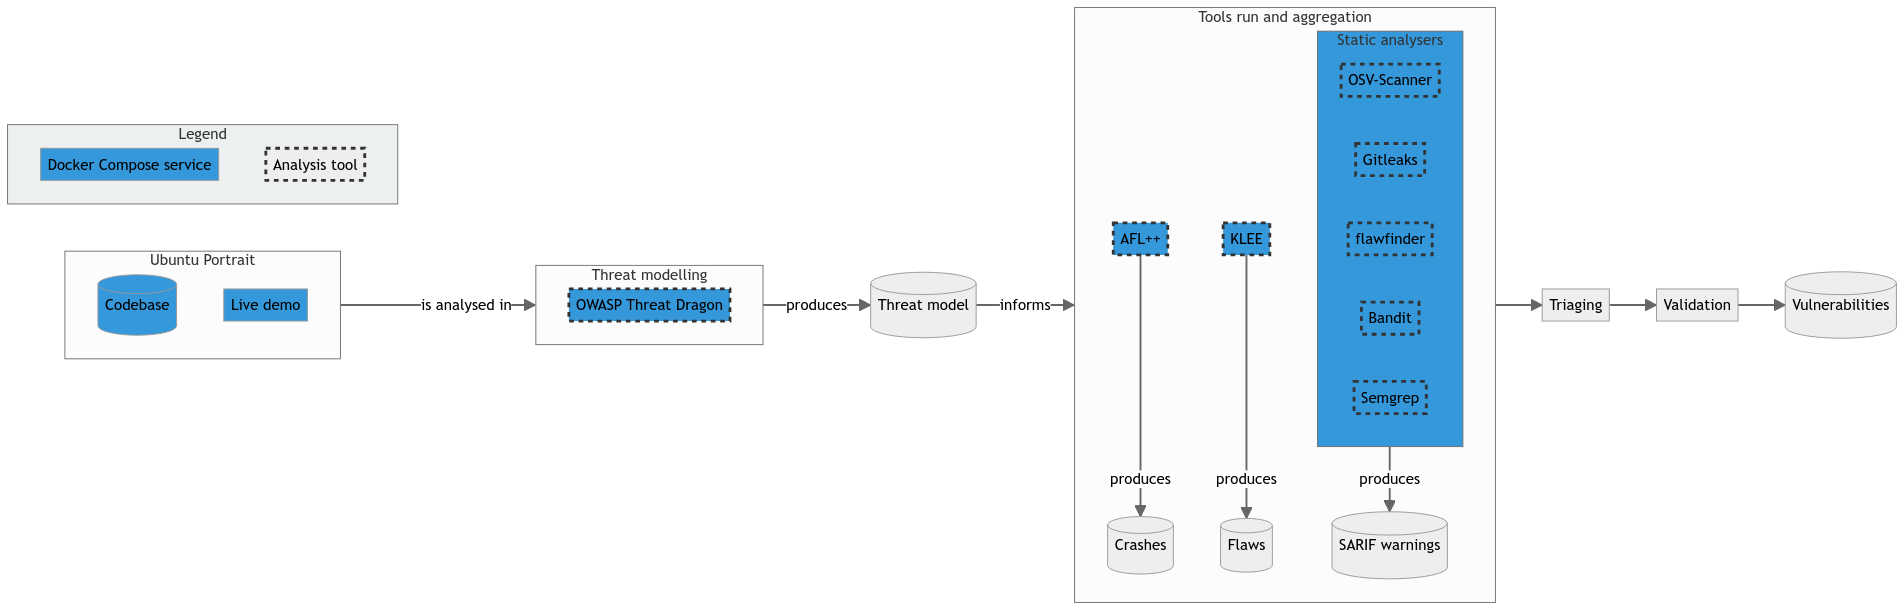 Legend
Docker Compose service
Analysis tool
Ubuntu Portrait
Codebase
Live demo
is analysed in
Threat modelling
OWASP Threat Dragon
produces
Threat model
informs
Tools run and aggregation
Static analysers
OSV-Scanner
Gitleaks
flawfinder
Bandit
Semgrep
AFL++
KLEE
produces
produces
produces
Crashes
Flaws
SARIF warnings
Triaging
Validation
Vulnerabilities